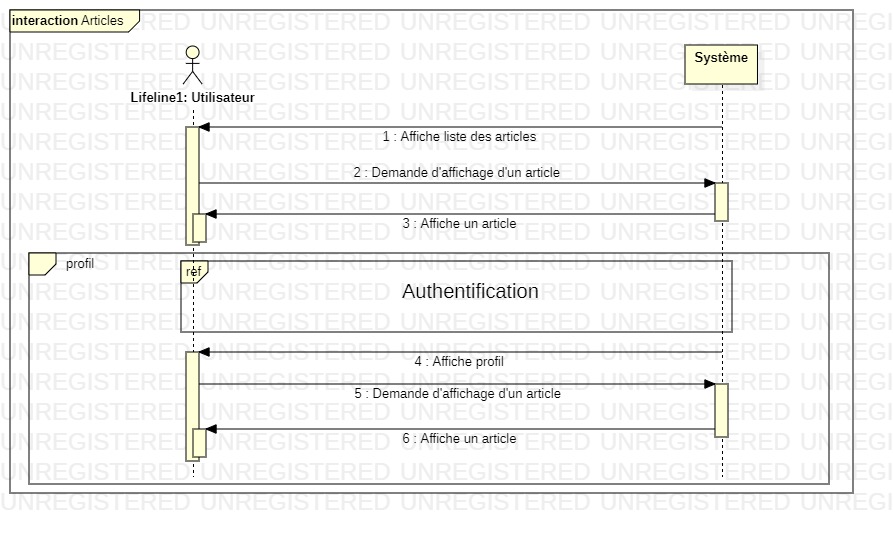 interaction Articles
Lifeline1: Utilisateur
Système
1 : Affiche liste des articles
2 : Demande d'affichage d'un article
3 : Affiche un article
profil
ref
Authentification
4 : Affiche profil
5 : Demande d'affichage d'un article
6 : Affiche un article
UNREGISTERED UNREGISTERED UNREGISTERED UNREGISTERED UNREGISTERED